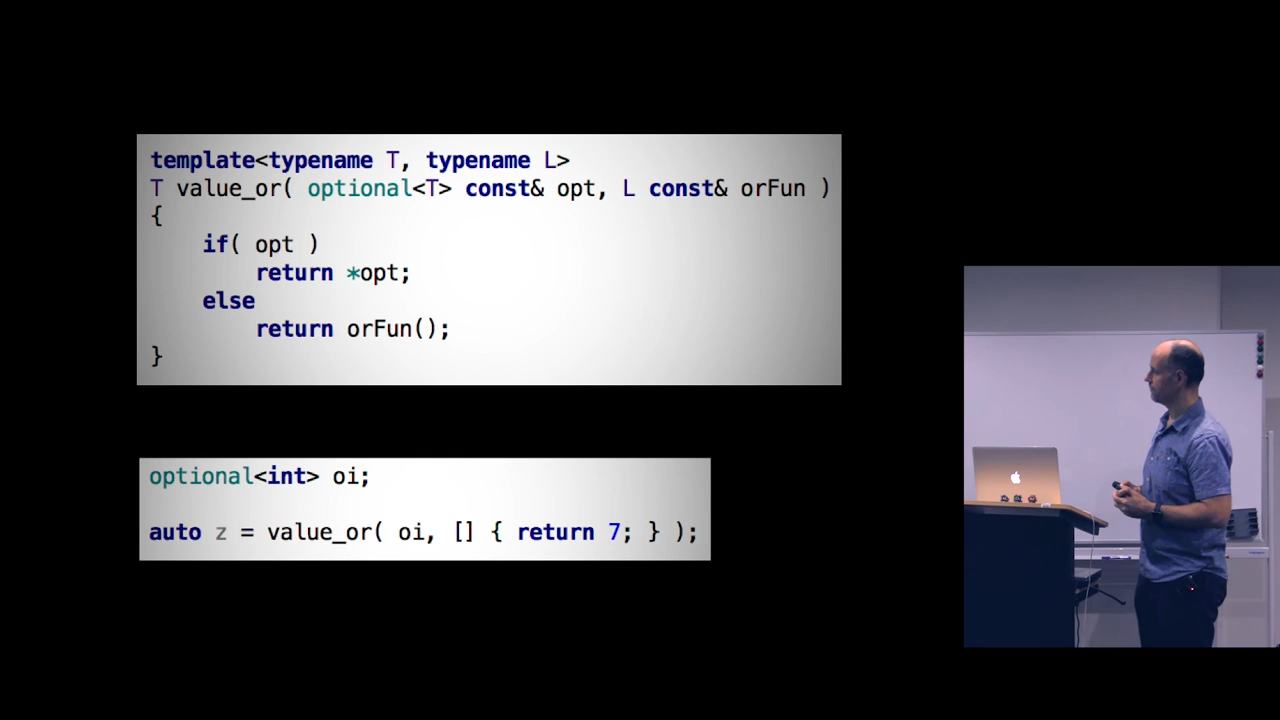 template<typename T, typename L>
T value_or( optional<T> const& opt, L const& orFun )
{
    if( opt )
        return *opt;
    else
        return orFun();
}
optional<int> oi;
auto z = value_or( oi, [] { return 7; } );